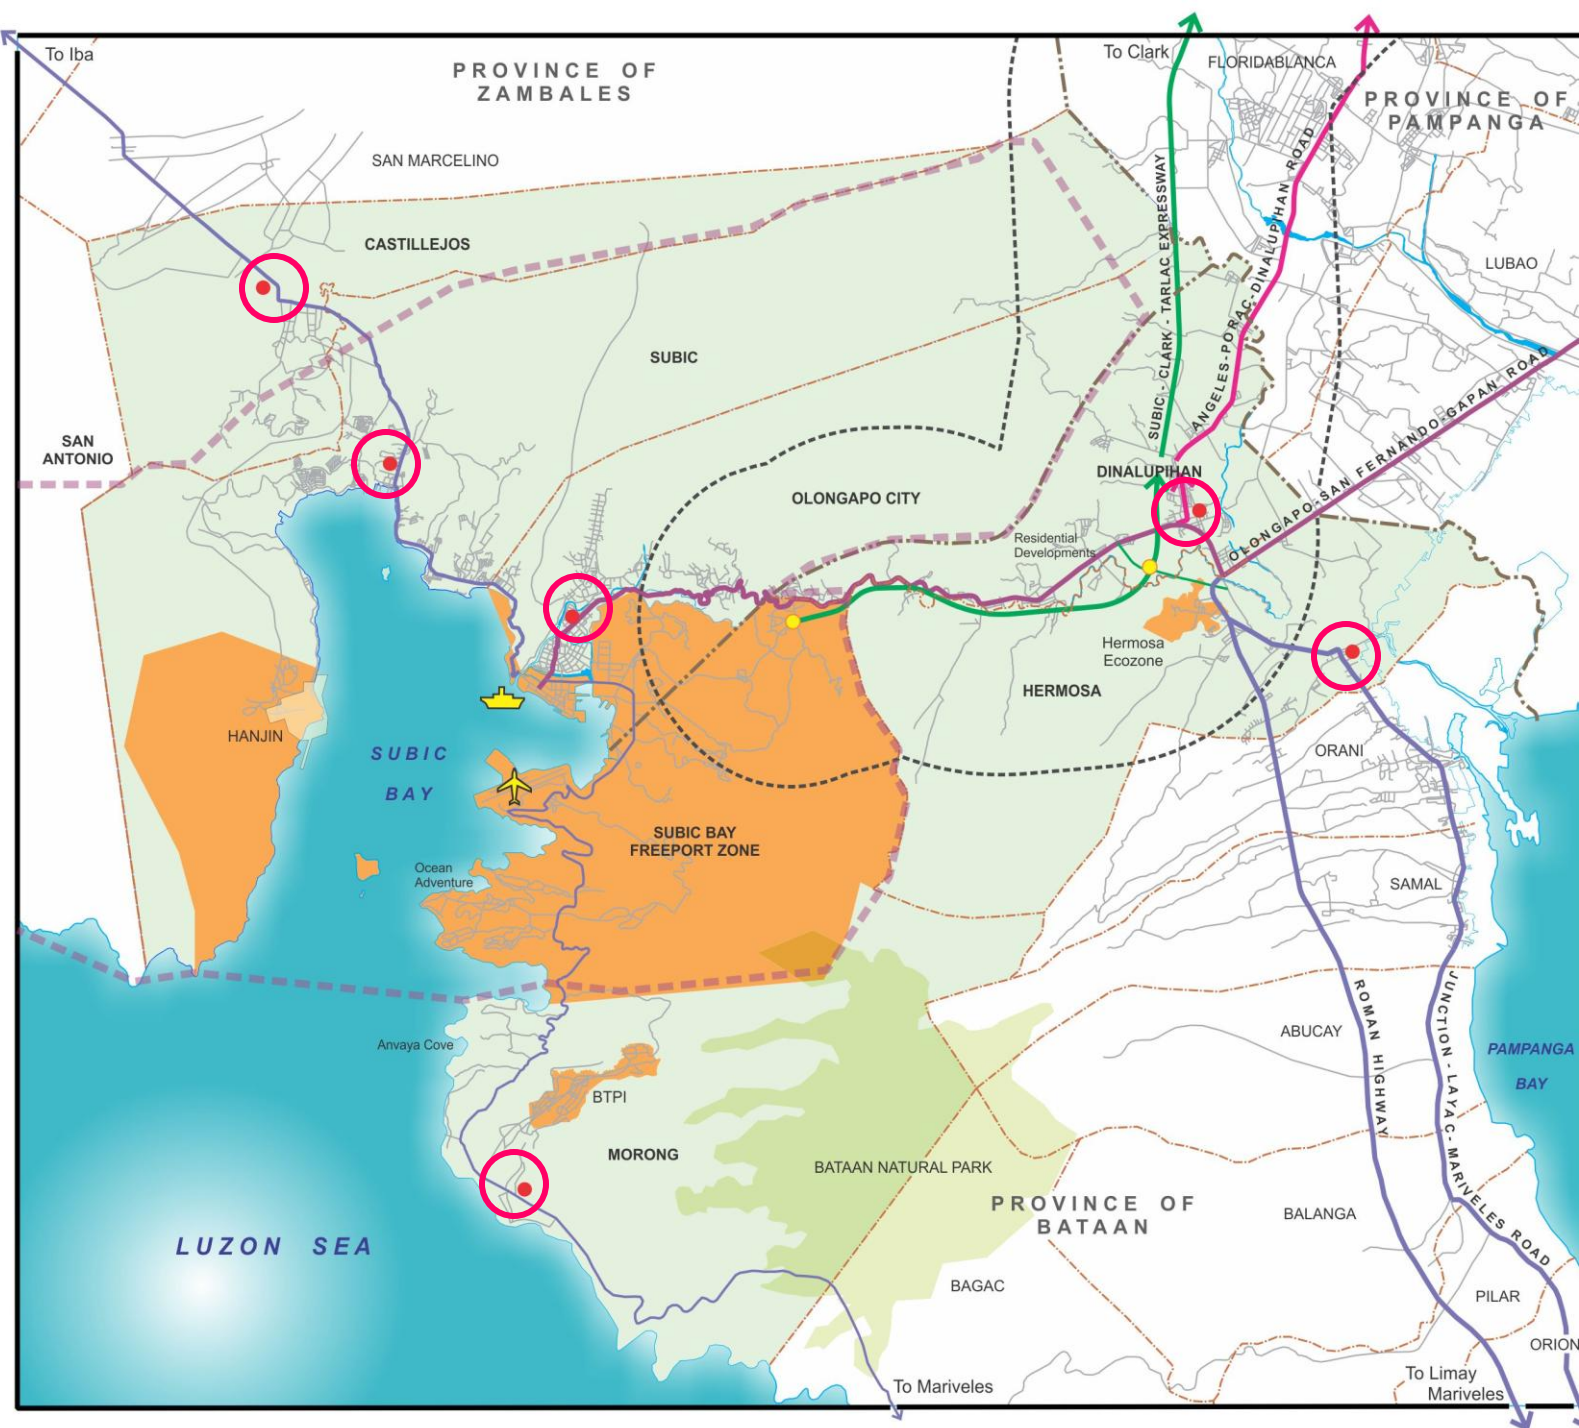 To Iba
PROVINCE OF
ZAMBALES
To Clark
FLORIDABLANCA
PROVINCE OF
PAMPANGA
SAN MARCELINO
CASTILLEJOS
LUBAO
SUBIC
SUBIC - CLARK - TARLAC EXPRESSWAY
ANGELES-PORAC-DINALUPIHAN ROAD
OLONGAPO-SAN FERNANDO-GAPAN ROAD
SAN
ANTONIO
DINALUPIHAN
OLONGAPO CITY
Residential
Developments
Hermosa
Ecozone
HERMOSA
HANJIN
SUBIC
BAY
ORANI
SUBIC BAY
FREEPORT ZONE
Ocean
Adventure
SAMAL
ABUCAY
ROMAN HIGHWAY
JUNCTION - LAYAC - MARIVELES ROAD
PAMPANGA
BAY
Anvaya Cove
BTPI
MORONG
BATAAN NATURAL PARK
PROVINCE OF
BATAAN
BALANGA
LUZON SEA
BAGAC
PILAR
ORION
To Mariveles
To Limay
Mariveles